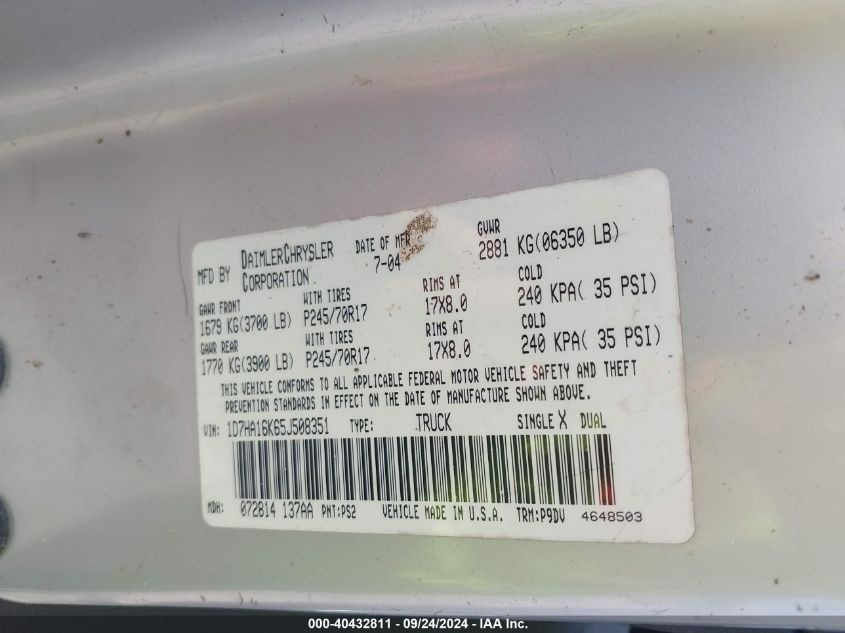 MFD BY DAIMLERCHRYSLER CORPORATION DATE OF MFR 7-04 GVWR 2881 KG(06350 LB)
GAWR FRONT WITH TIRES RIMS AT COLD
1679 KG(3700 LB) P245/70R17 17X8.0 240 KPA( 35 PSI)
GAWR REAR WITH TIRES RIMS AT COLD
1770 KG(3900 LB) P245/70R17 17X8.0 240 KPA( 35 PSI)
THIS VEHICLE CONFORMS TO ALL APPLICABLE FEDERAL MOTOR VEHICLE SAFETY AND THEFT
PREVENTION STANDARDS IN EFFECT ON THE DATE OF MANUFACTURE SHOWN ABOVE.
VIN: 1D7HA16K65J508351 TYPE: TRUCK SINGLE X DUAL
MDH: 072814 137AA PNT:PS2 VEHICLE MADE IN U.S.A. TRM:P9DV 4648503
000-40432811 - 09/24/2024 - IAA Inc.